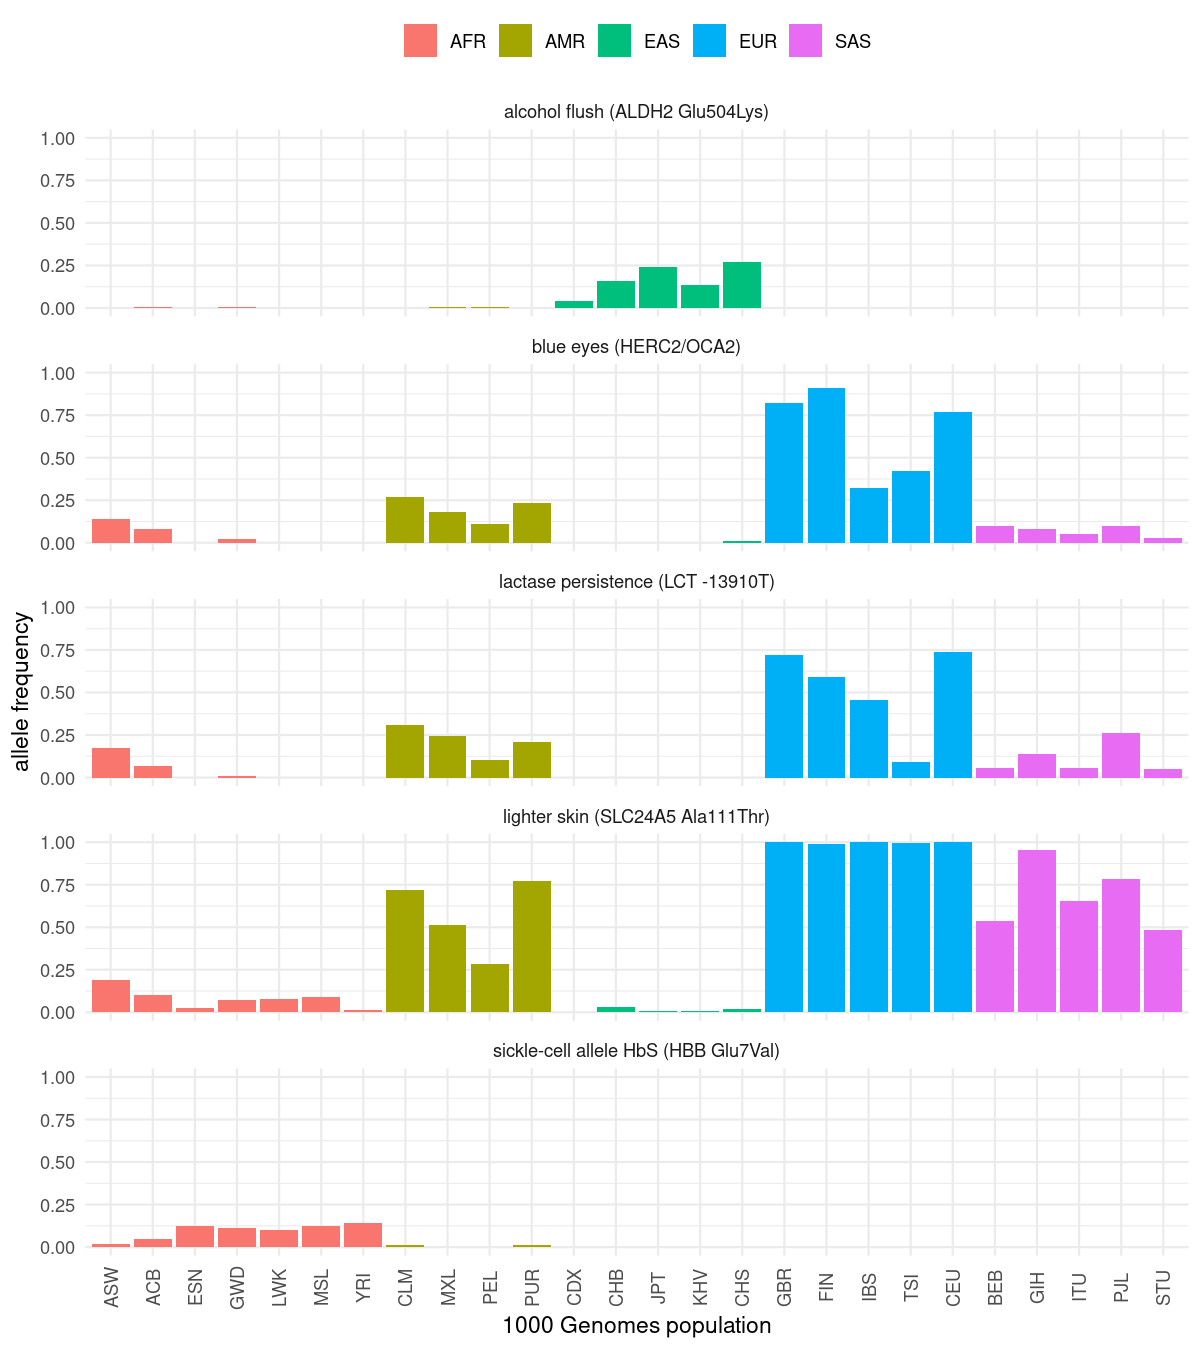 AFR AMR EAS EUR SAS
alcohol flush (ALDH2 Glu504Lys)
1.00
0.75
0.50
0.25
0.00
blue eyes (HERC2/OCA2)
1.00
0.75
0.50
0.25
0.00
lactase persistence (LCT -13910T)
1.00
0.75
0.50
0.25
0.00
lighter skin (SLC24A5 Ala111Thr)
1.00
0.75
0.50
0.25
0.00
sickle-cell allele HbS (HBB Glu7Val)
1.00
0.75
0.50
0.25
0.00
allele frequency
ASW ACB ESN GWD LWK MSL YRI CLM MXL PEL PUR CDX CHB JPT KHV CHS GBR FIN IBS TSI CEU BEB GIH ITU PJL STU
1000 Genomes population